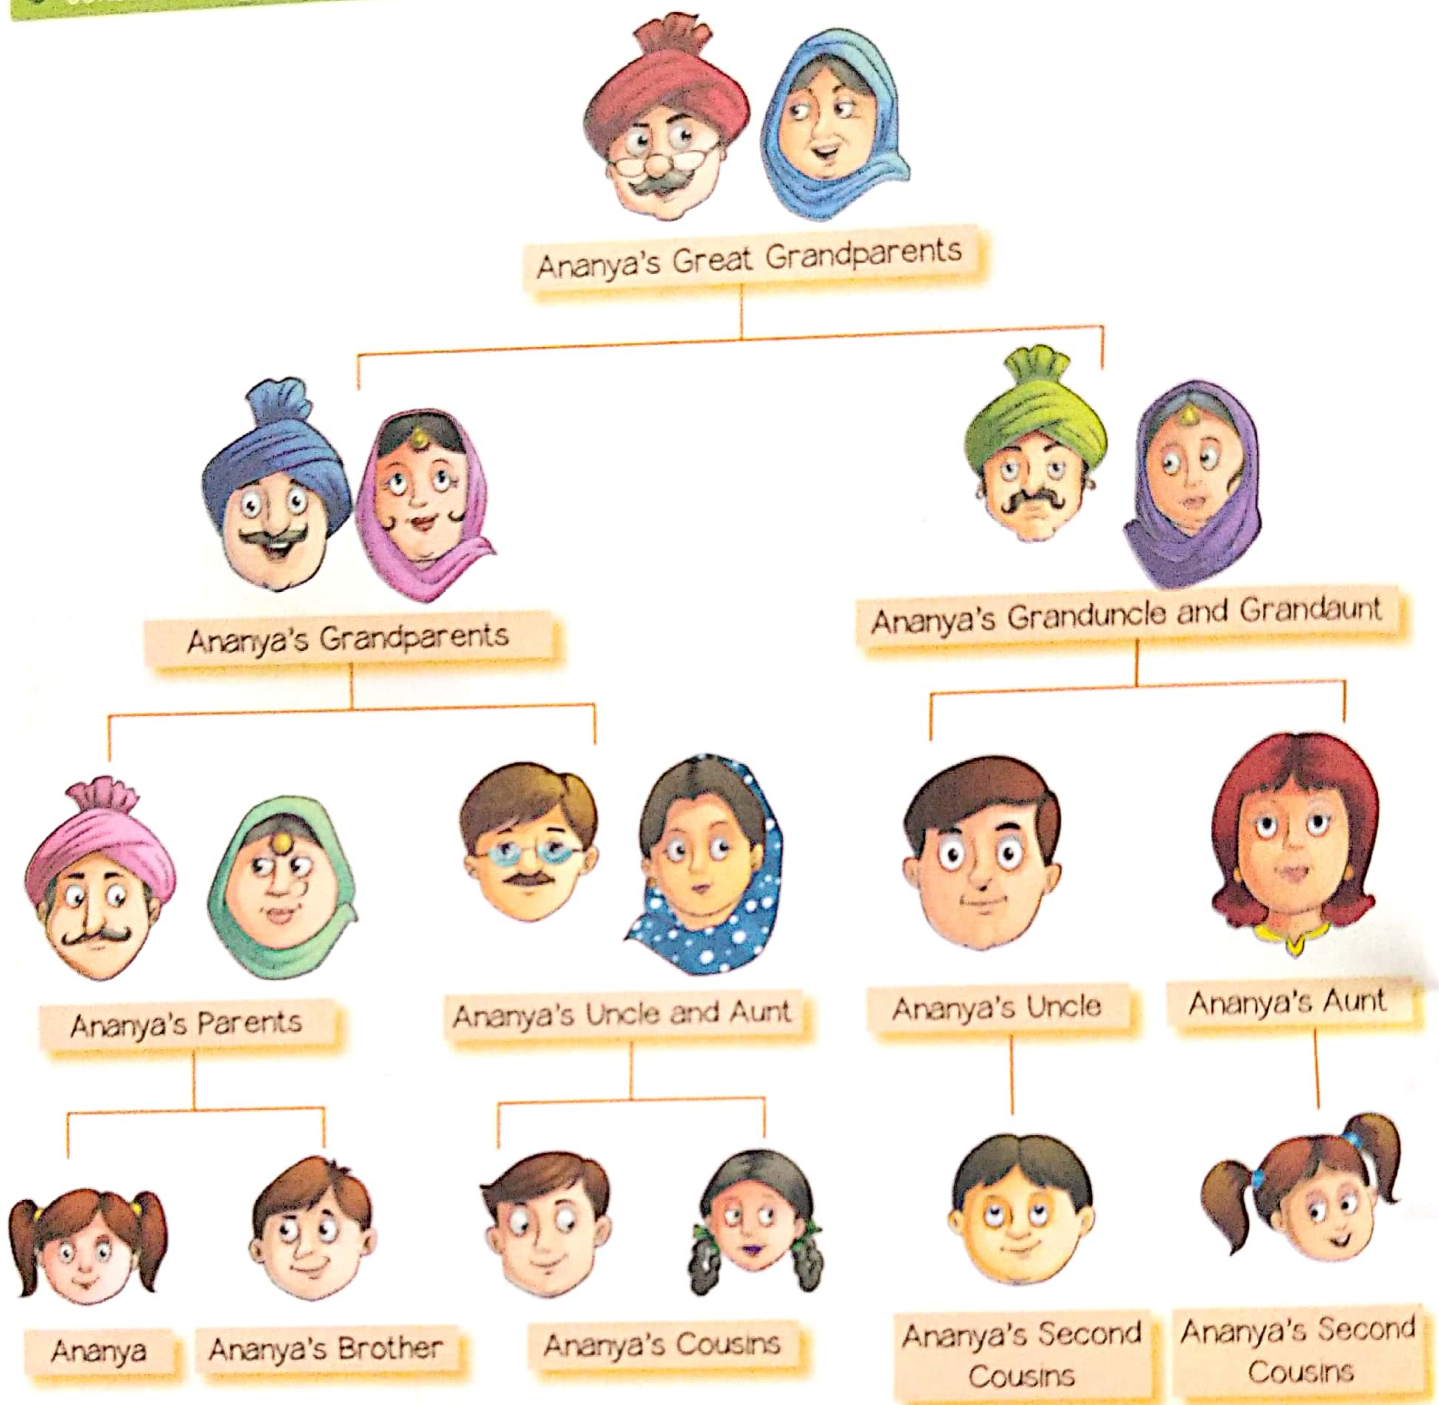 Ananya's Great Grandparents
Ananya's Grandparents
Ananya's Granduncle and Grandaunt
Ananya's Parents
Ananya's Uncle and Aunt
Ananya's Uncle
Ananya's Aunt
Ananya
Ananya's Brother
Ananya's Cousins
Ananya's Second
Cousins
Ananya's Second
Cousins